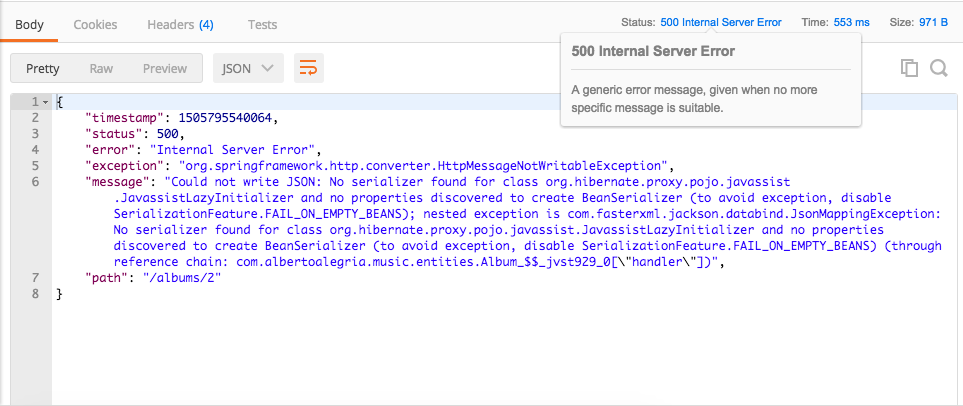 Body Cookies Headers (4) Tests Status: 500 Internal Server Error Time: 553 ms Size: 971 B
500 Internal Server Error
A generic error message, given when no more
specific message is suitable.
Pretty Raw Preview JSON
1 {
2 "timestamp": 1505795540064,
3 "status": 500,
4 "error": "Internal Server Error",
5 "exception": "org.springframework.http.converter.HttpMessageNotWritableException",
6 "message": "Could not write JSON: No serializer found for class org.hibernate.proxy.pojo.javassist
.JavassistLazyInitializer and no properties discovered to create BeanSerializer (to avoid exception, disable
SerializationFeature.FAIL_ON_EMPTY_BEANS); nested exception is com.fasterxml.jackson.databind.JsonMappingException:
No serializer found for class org.hibernate.proxy.pojo.javassist.JavassistLazyInitializer and no properties
discovered to create BeanSerializer (to avoid exception, disable SerializationFeature.FAIL_ON_EMPTY_BEANS) (through
reference chain: com.albertoalegria.music.entities.Album_$$_jvst929_0[\"handler\"])",
7 "path": "/albums/2"
8 }